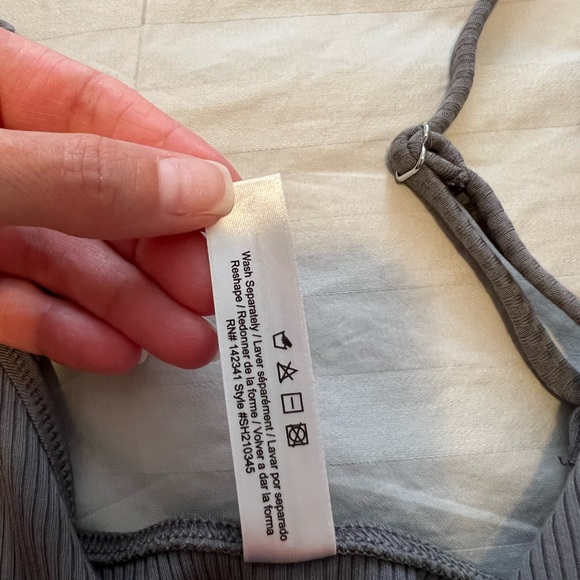 Wash Separately / Laver séparément / Lavar por separado
Reshape / Redonner de la forme / Volver a dar la forma
RN# 142341 Style #SH210345